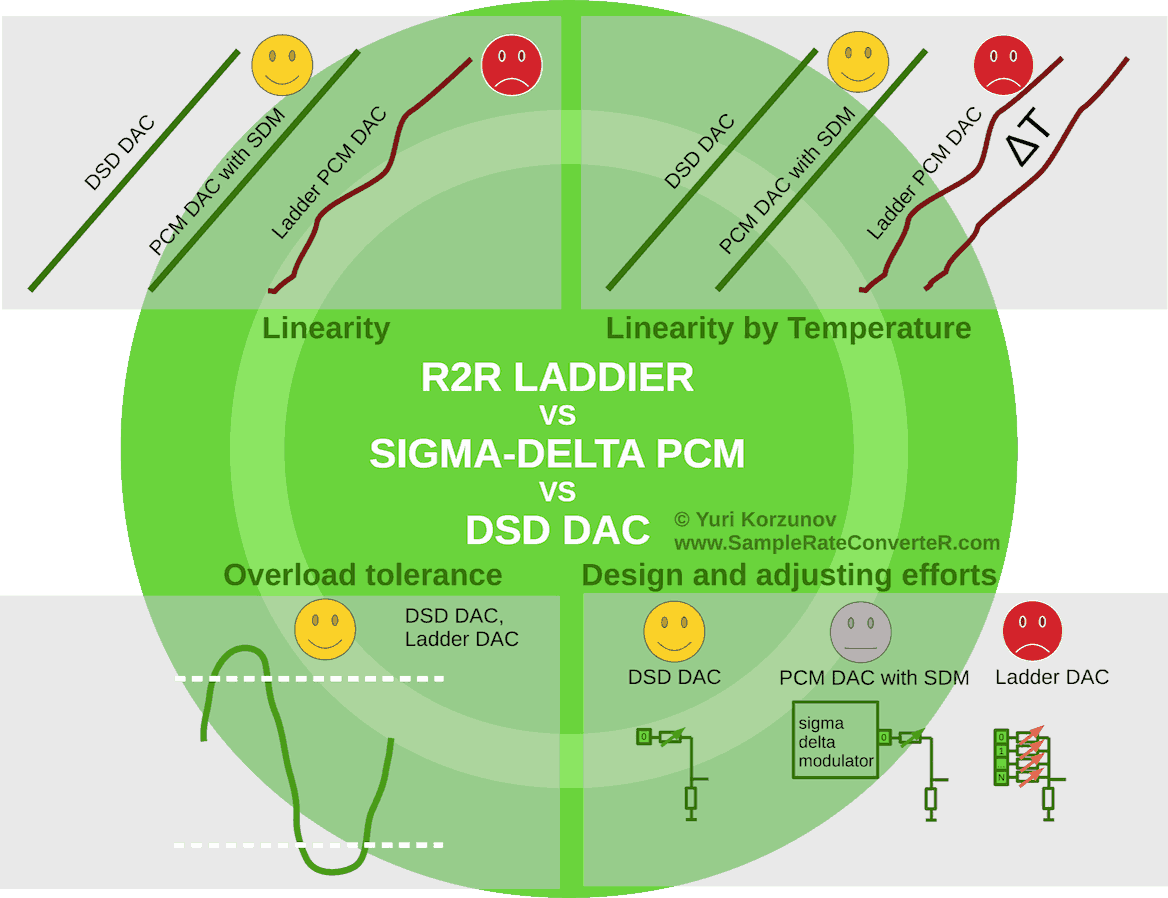 DSD DAC
PCM DAC with SDM
Ladder PCM DAC
DSD DAC
PCM DAC with SDM
Ladder PCM DAC
ΔT
Linearity
Linearity by Temperature
R2R LADDIER
VS
SIGMA-DELTA PCM
VS
DSD DAC
© Yuri Korzunov
www.SampleRateConverteR.com
Overload tolerance
Design and adjusting efforts
DSD DAC,
Ladder DAC
DSD DAC
PCM DAC with SDM
Ladder DAC
0
sigma
delta
modulator
0
0
1
...
N